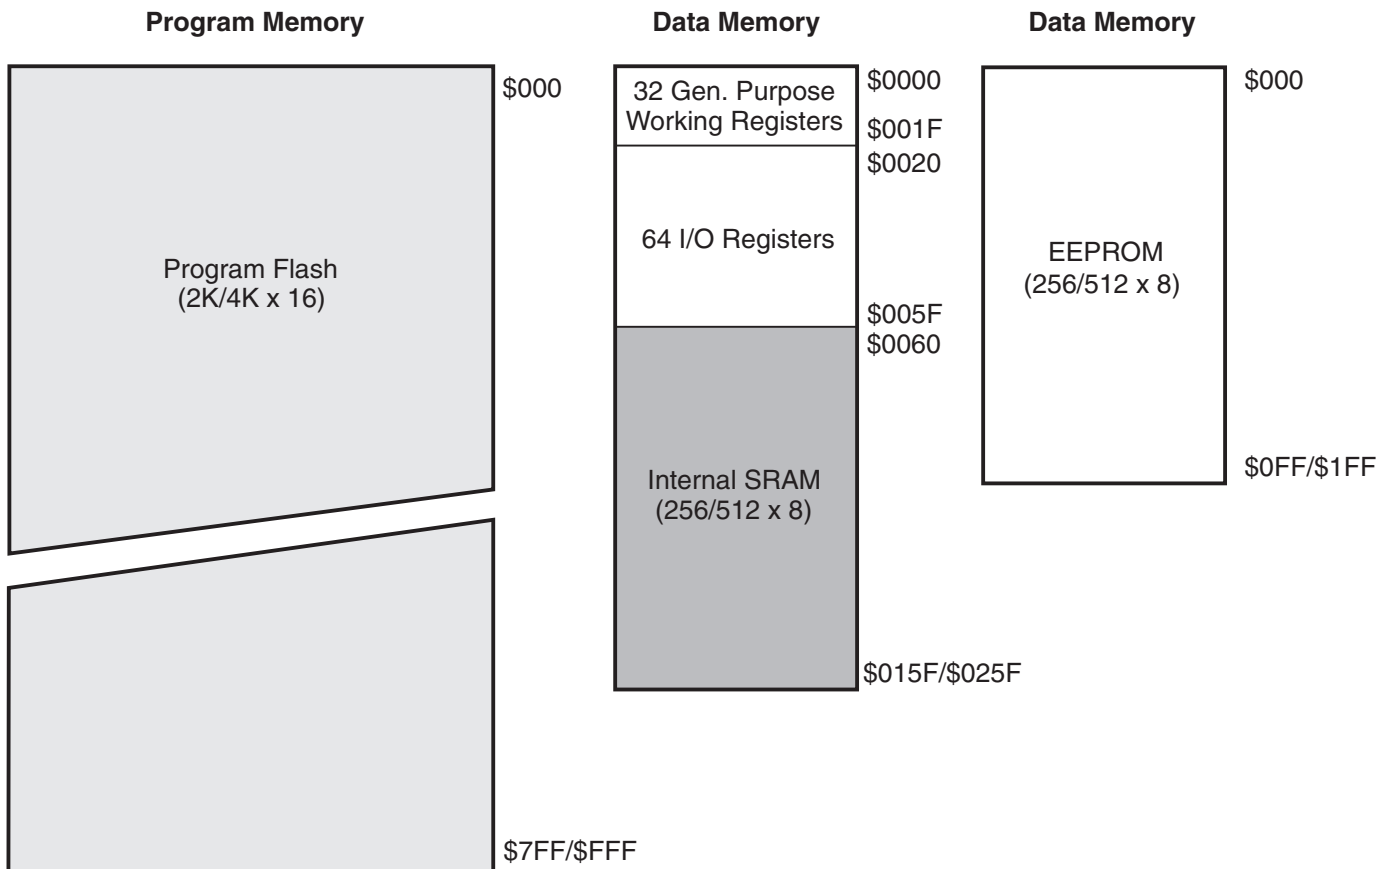 Program Memory
$000
Program Flash
(2K/4K x 16)
$7FF/$FFF
Data Memory
32 Gen. Purpose
Working Registers
$0000
$001F
$0020
64 I/O Registers
$005F
$0060
Internal SRAM
(256/512 x 8)
$015F/$025F
Data Memory
$000
EEPROM
(256/512 x 8)
$0FF/$1FF